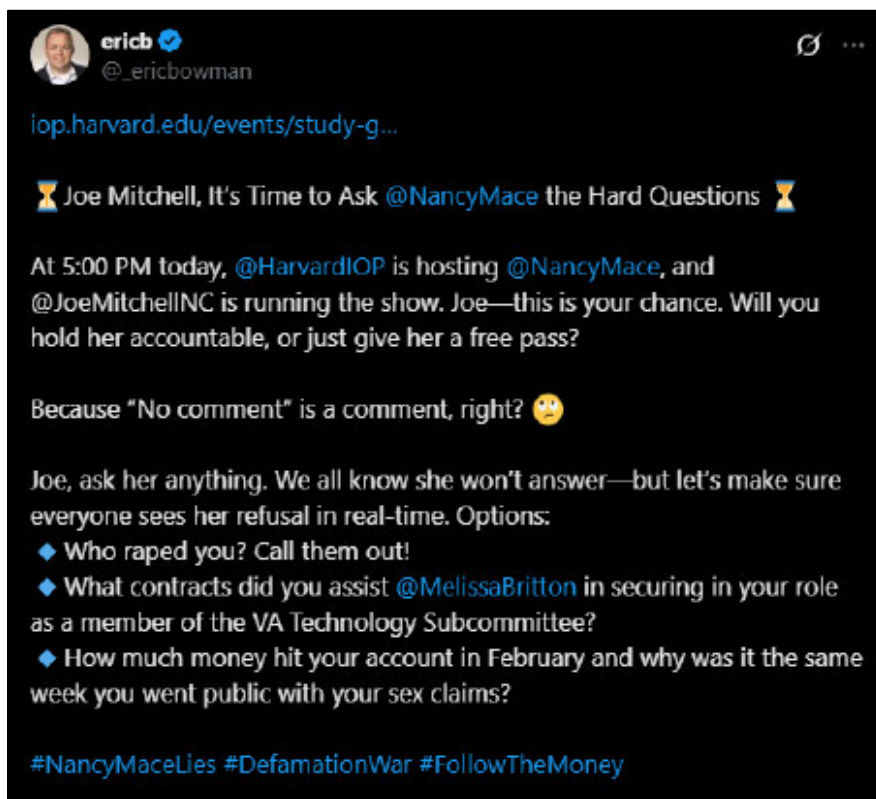 ericb
@_ericbowman
iop.harvard.edu/events/study-g...
⏳Joe Mitchell, It's Time to Ask @NancyMace the Hard Questions ⏳
At 5:00 PM today, @HarvardIOP is hosting @NancyMace, and
@JoeMitchellNC is running the show. Joe—this is your chance. Will you
hold her accountable, or just give her a free pass?
Because “No comment” is a comment, right? 🙄
Joe, ask her anything. We all know she won't answer—but let's make sure
everyone sees her refusal in real-time. Options:
🔹Who raped you? Call them out!
🔹What contracts did you assist @MelissaBritton in securing in your role
as a member of the VA Technology Subcommittee?
🔹How much money hit your account in February and why was it the same
week you went public with your sex claims?
#NancyMaceLies #DefamationWar #FollowTheMoney